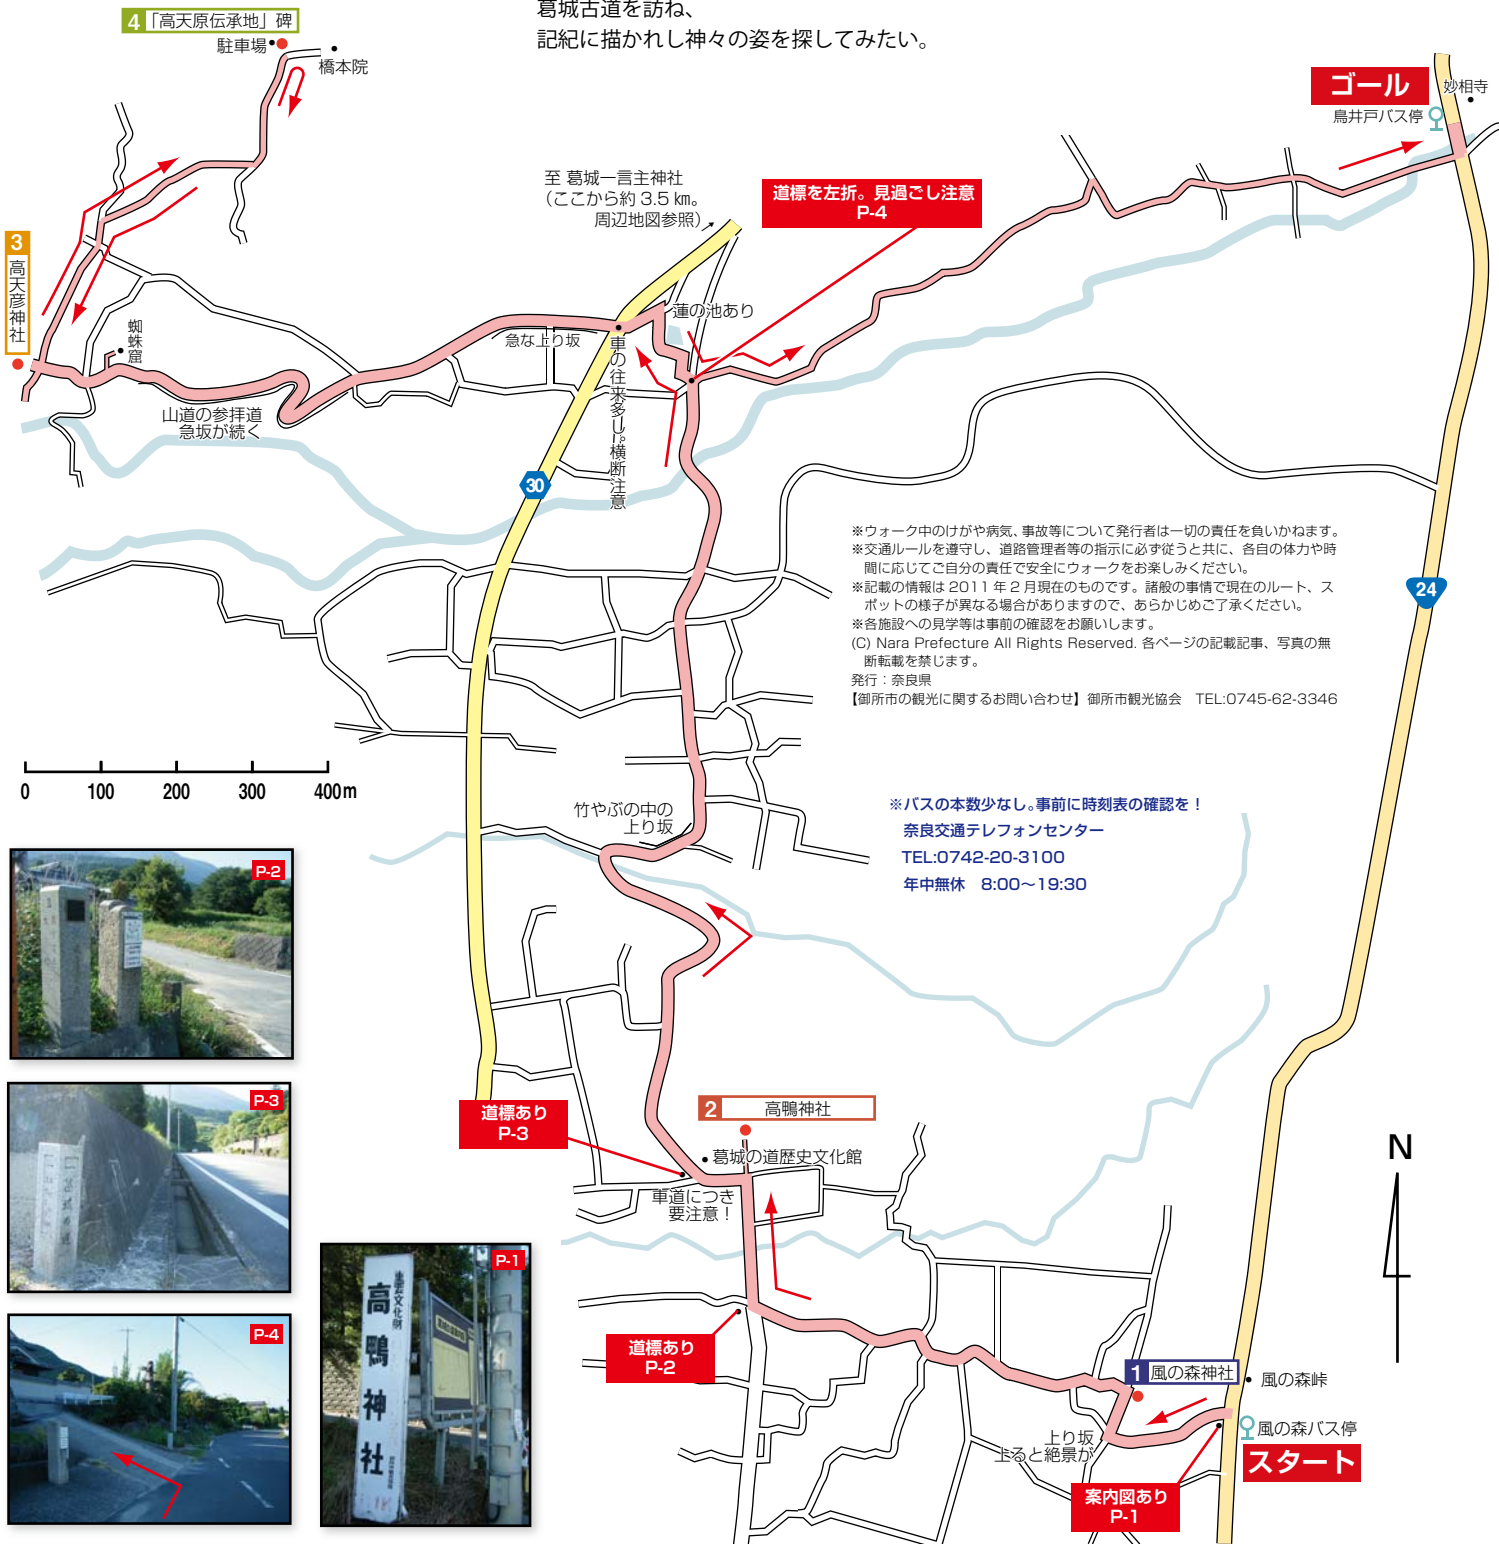 葛城古道を訪ね、
記紀に描かれし神々の姿を探してみたい。
4 「高天原伝承地」碑
駐車場
橋本院
ゴール
妙相寺
鳥井戸バス停
至 葛城一言主神社
（ここから約 3.5 ㎞。
周辺地図参照）
道標を左折。見過ごし注意
P-4
3
高天彦神社
蜘蛛窟
蓮の池あり
急な上り坂
車の往来多し。横断注意
山道の参拝道
急坂が続く
30
24
※ウォーク中のけがや病気、事故等について発行者は一切の責任を負いかねます。
※交通ルールを遵守し、道路管理者等の指示に必ず従うと共に、各自の体力や時
間に応じてご自分の責任で安全にウォークをお楽しみください。
※記載の情報は 2011 年 2 月現在のものです。諸般の事情で現在のルート、ス
ポットの様子が異なる場合がありますので、あらかじめご了承ください。
※各施設への見学等は事前の確認をお願いします。
(C) Nara Prefecture All Rights Reserved. 各ページの記載記事、写真の無
断転載を禁じます。
発行：奈良県
【御所市の観光に関するお問い合わせ】御所市観光協会　TEL:0745-62-3346
0 100 200 300 400m
竹やぶの中の
上り坂
※バスの本数少なし。事前に時刻表の確認を！
奈良交通テレフォンセンター
TEL:0742-20-3100
年中無休　8:00～19:30
P-2
P-3
P-4
P-1
重要文化財
高鴨神社
道標あり
P-3
2 高鴨神社
葛城の道歴史文化館
車道につき
要注意！
N
道標あり
P-2
1 風の森神社
風の森峠
風の森バス停
スタート
上り坂
上ると絶景が
案内図あり
P-1